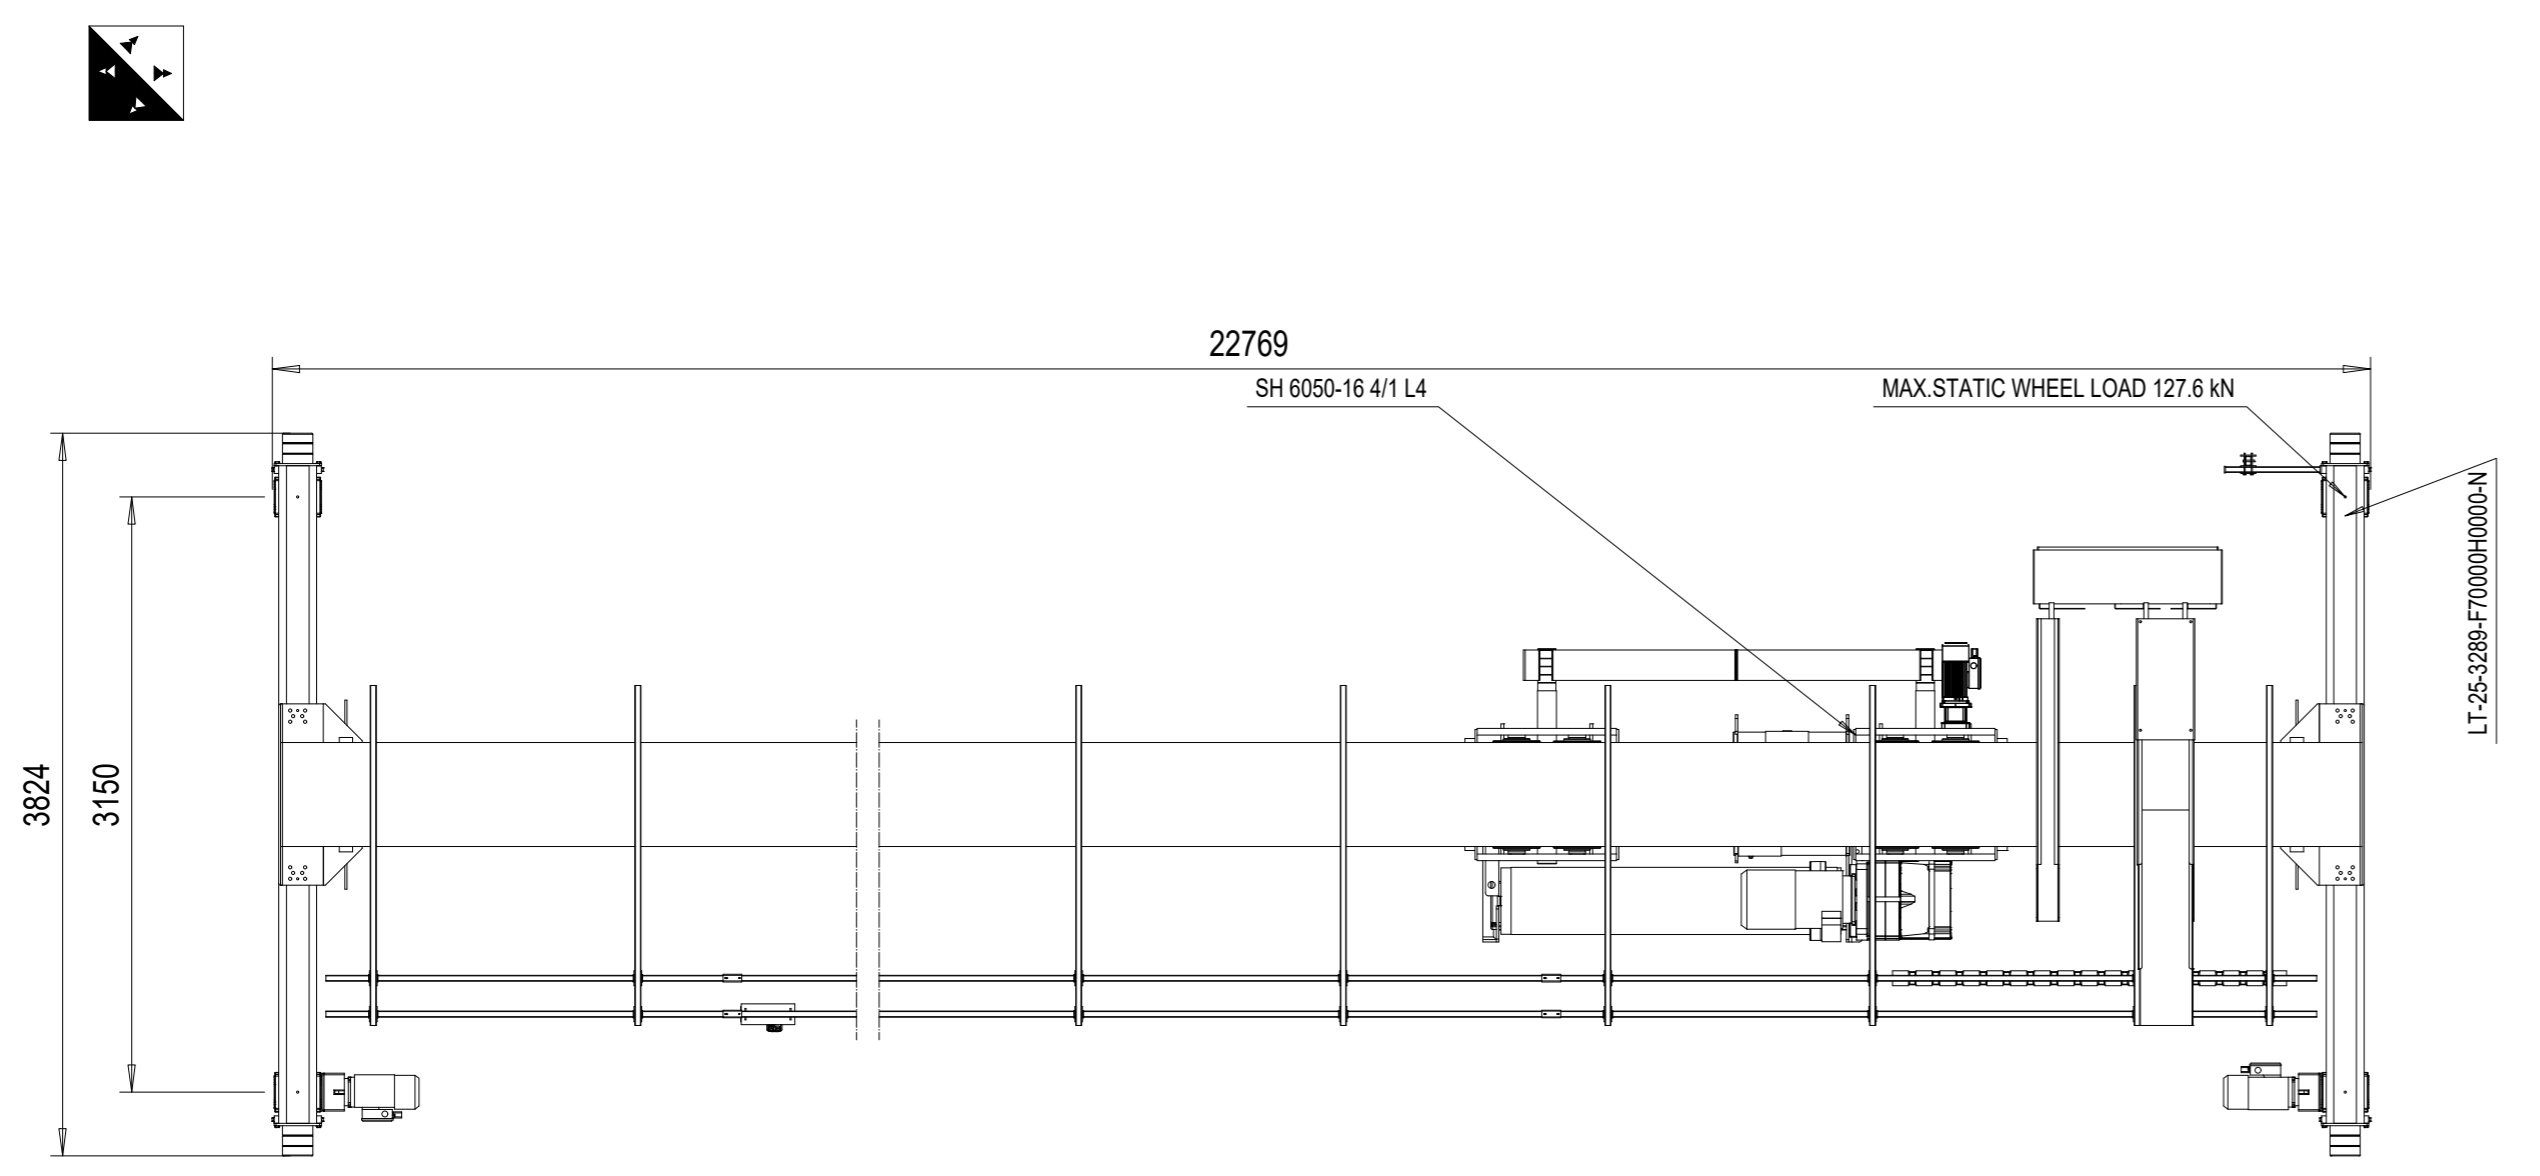 22769
SH 6050-16 4/1 L4
MAX.STATIC WHEEL LOAD 127.6 kN
LT-25-3289-F70000H0000-N
3824
3150